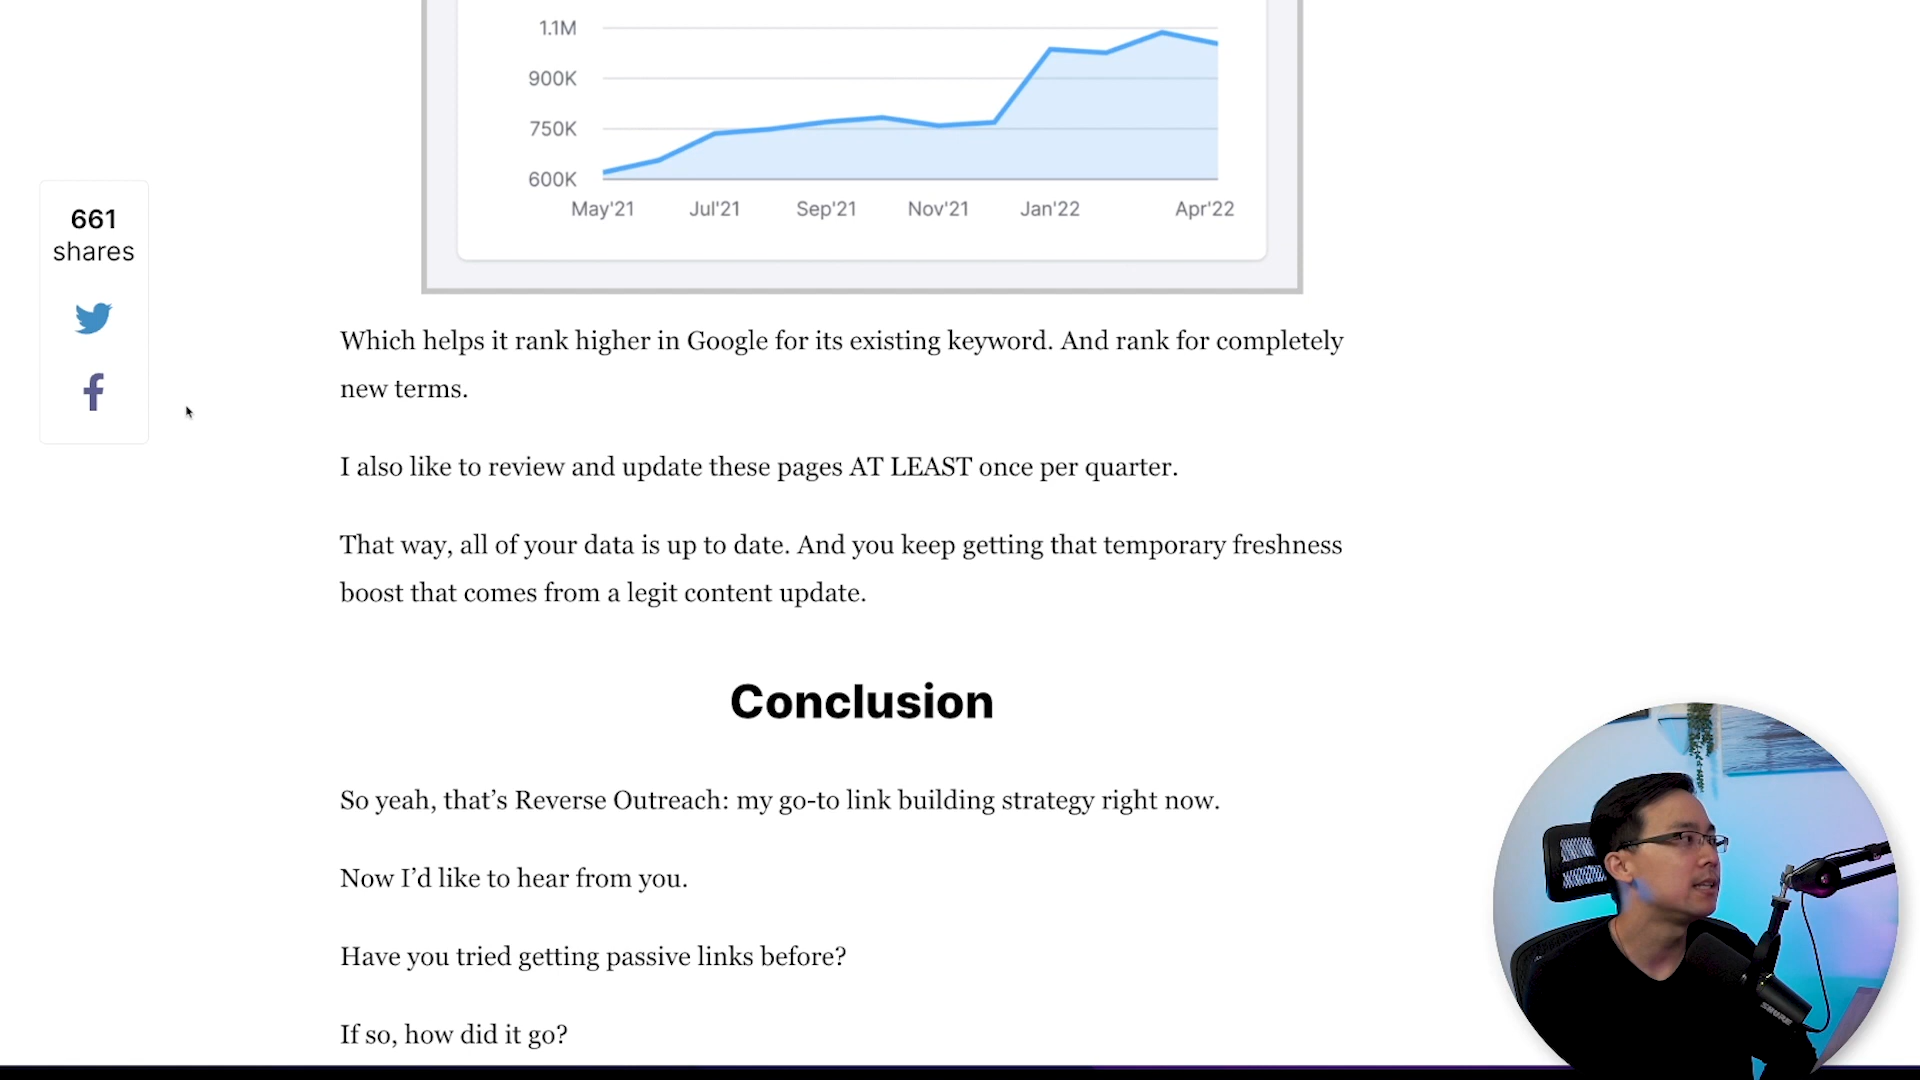 1.1M
900K
750K
600K
May'21 Jul'21 Sep'21 Nov'21 Jan'22 Apr'22
661
shares
Which helps it rank higher in Google for its existing keyword. And rank for completely
new terms.
I also like to review and update these pages AT LEAST once per quarter.
That way, all of your data is up to date. And you keep getting that temporary freshness
boost that comes from a legit content update.
Conclusion
So yeah, that’s Reverse Outreach: my go-to link building strategy right now.
Now I’d like to hear from you.
Have you tried getting passive links before?
If so, how did it go?
SHURE